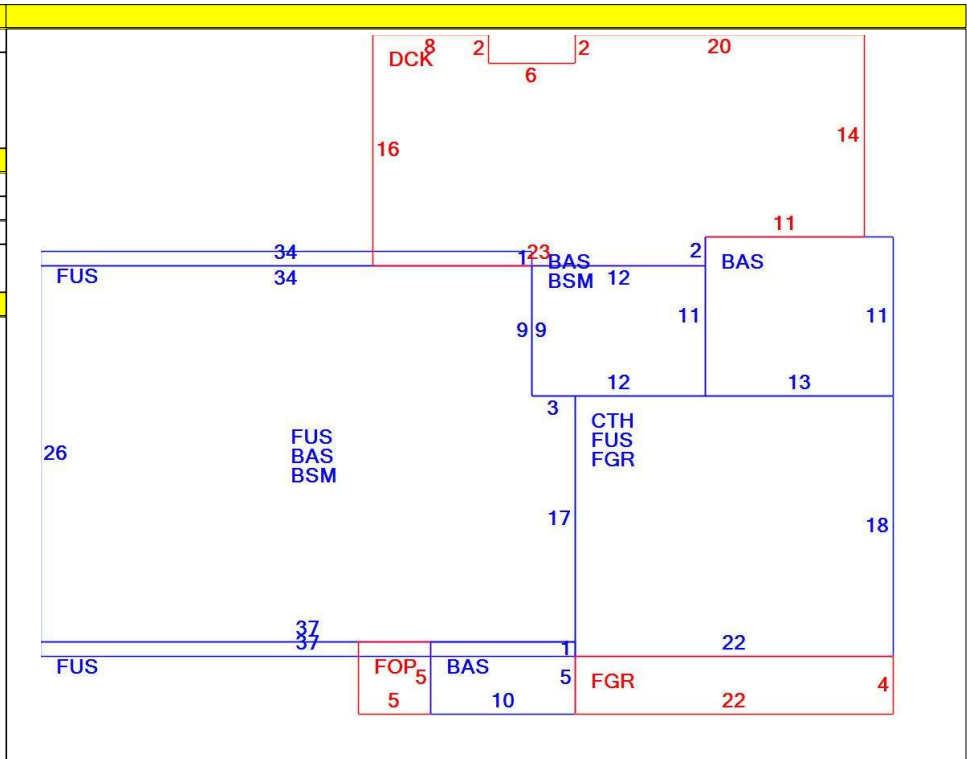 8 2 2 20
DCK
6
14
16
11
34 23 2
1 BAS BAS
FUS 34 BSM 12
9 9 11 11
12 13
3
CTH
FUS FUS
BAS FGR
BSM
26
17 18
37
37 1 22
FUS FOP 5 BAS 5 FGR 4
5 10 22